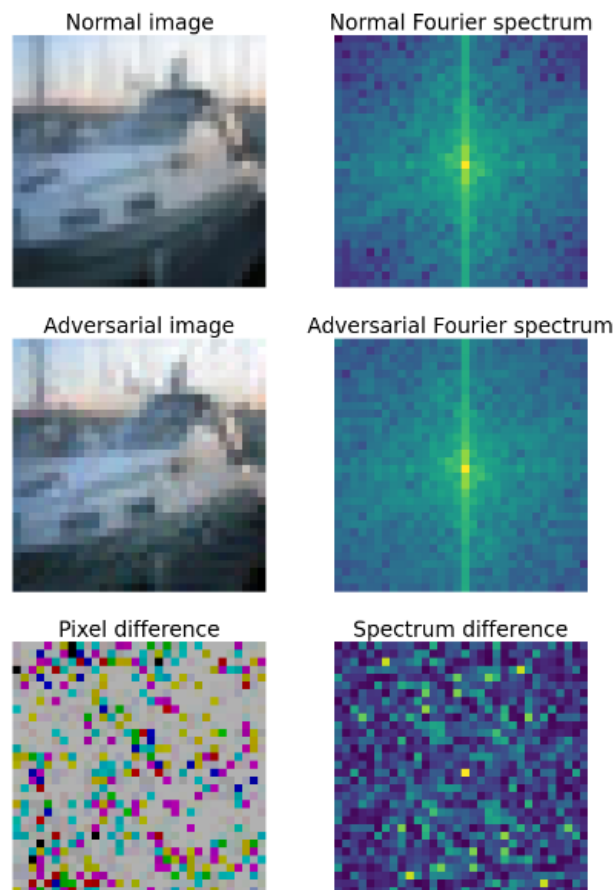 Normal image
Normal Fourier spectrum
Adversarial image
Adversarial Fourier spectrum
Pixel difference
Spectrum difference